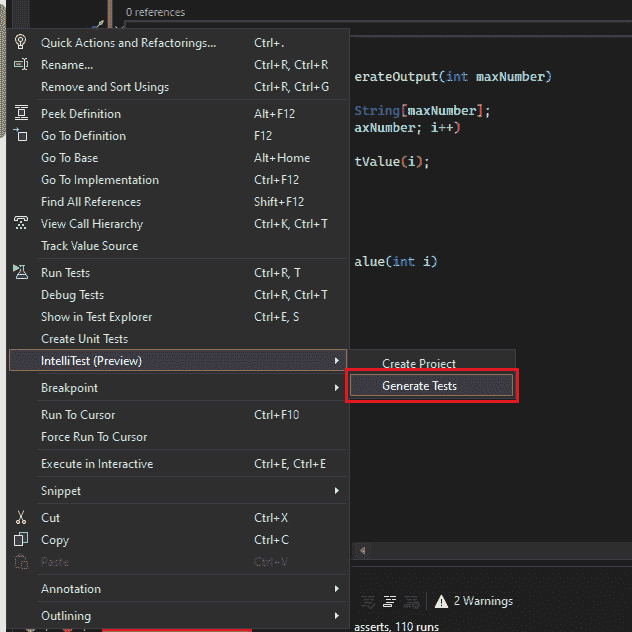 0 references
Quick Actions and Refactorings... Ctrl+.
Rename... Ctrl+R, Ctrl+R
Remove and Sort Usings Ctrl+R, Ctrl+G
erateOutput(int maxNumber)
Peek Definition Alt+F12
String[maxNumber];
Go To Definition F12
axNumber; i++)
Go To Base Alt+Home
tValue(i);
Go To Implementation Ctrl+F12
Find All References Shift+F12
View Call Hierarchy Ctrl+K, Ctrl+T
Track Value Source
alue(int i)
Run Tests Ctrl+R, T
Debug Tests Ctrl+R, Ctrl+T
Show in Test Explorer Ctrl+E, S
Create Unit Tests
IntelliTest (Preview)
Create Project
Generate Tests
Breakpoint
Run To Cursor Ctrl+F10
Force Run To Cursor
Execute in Interactive Ctrl+E, Ctrl+E
Snippet
Cut Ctrl+X
Copy Ctrl+C
Paste Ctrl+V
Annotation
2 Warnings
Outlining
asserts, 110 runs